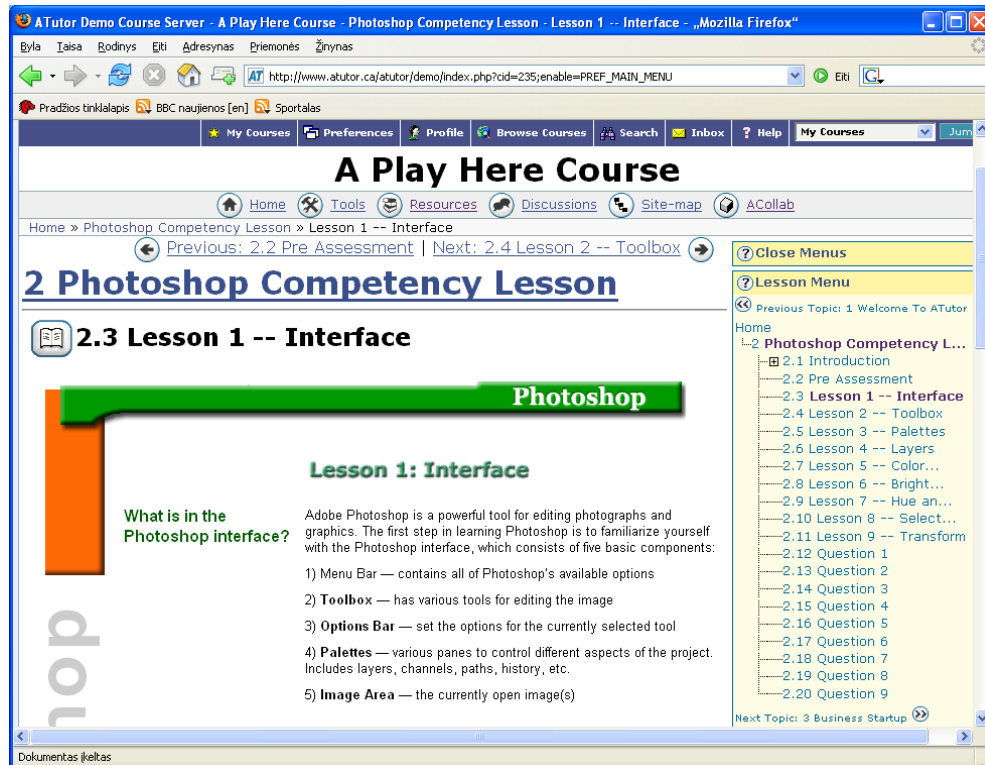 ATutor Demo Course Server - A Play Here Course - Photoshop Competency Lesson - Lesson 1 -- Interface - „Mozilla Firefox“
Byla Taisa Rodinys Eiti Adresynas Priemonės Žinynas
AT http://www.atutor.ca/atutor/demo/index.php?cid=235;enable=PREF_MAIN_MENU Eiti G
Pradžios tinklalapis BBC naujienos [en] Sportalas
My Courses Preferences Profile Browse Courses Search Inbox ? Help My Courses Jum
A Play Here Course
Home Tools Resources Discussions Site-map ACollab
Home » Photoshop Competency Lesson » Lesson 1 -- Interface
Previous: 2.2 Pre Assessment | Next: 2.4 Lesson 2 -- Toolbox
2 Photoshop Competency Lesson
2.3 Lesson 1 -- Interface
Photoshop
Lesson 1: Interface
What is in the
Photoshop interface?
Adobe Photoshop is a powerful tool for editing photographs and
graphics. The first step in learning Photoshop is to familiarize yourself
with the Photoshop interface, which consists of five basic components:
1) Menu Bar — contains all of Photoshop's available options
2) Toolbox — has various tools for editing the image
3) Options Bar — set the options for the currently selected tool
4) Palettes — various panes to control different aspects of the project.
Includes layers, channels, paths, history, etc.
5) Image Area — the currently open image(s)
? Close Menus
? Lesson Menu
Previous Topic: 1 Welcome To ATutor
Home
2 Photoshop Competency L...
2.1 Introduction
2.2 Pre Assessment
2.3 Lesson 1 -- Interface
2.4 Lesson 2 -- Toolbox
2.5 Lesson 3 -- Palettes
2.6 Lesson 4 -- Layers
2.7 Lesson 5 -- Color...
2.8 Lesson 6 -- Bright...
2.9 Lesson 7 -- Hue an...
2.10 Lesson 8 -- Select...
2.11 Lesson 9 -- Transform
2.12 Question 1
2.13 Question 2
2.14 Question 3
2.15 Question 4
2.16 Question 5
2.17 Question 6
2.18 Question 7
2.19 Question 8
2.20 Question 9
Next Topic: 3 Business Startup
Dokumentas įkeltas